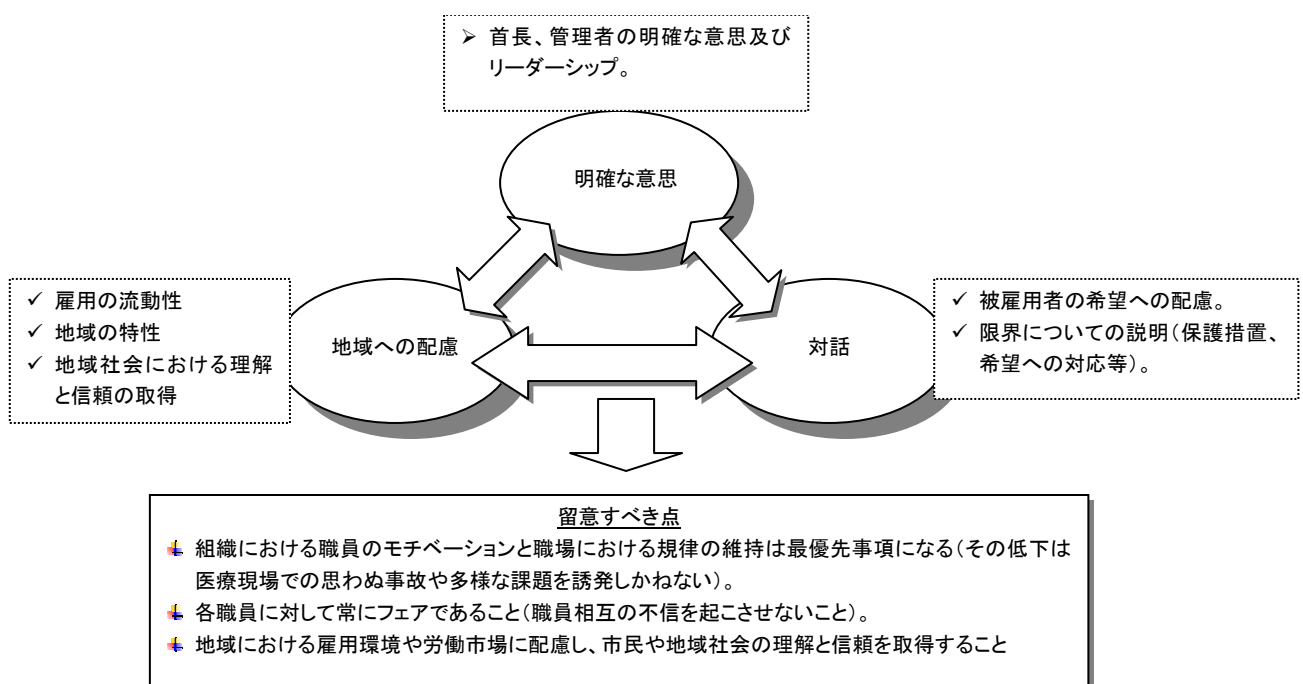 ➢ 首長、管理者の明確な意思及び
リーダーシップ。
明確な意思
✓ 雇用の流動性
✓ 地域の特性
✓ 地域社会における理解
と信頼の取得
地域への配慮
対話
✓ 被雇用者の希望への配慮。
✓ 限界についての説明(保護措置、
希望への対応等)。
留意すべき点
組織における職員のモチベーションと職場における規律の維持は最優先事項になる(その低下は
医療現場での思わぬ事故や多様な課題を誘発しかねない)。
各職員に対して常にフェアであること(職員相互の不信を起こさせないこと)。
地域における雇用環境や労働市場に配慮し、市民や地域社会の理解と信頼を取得すること